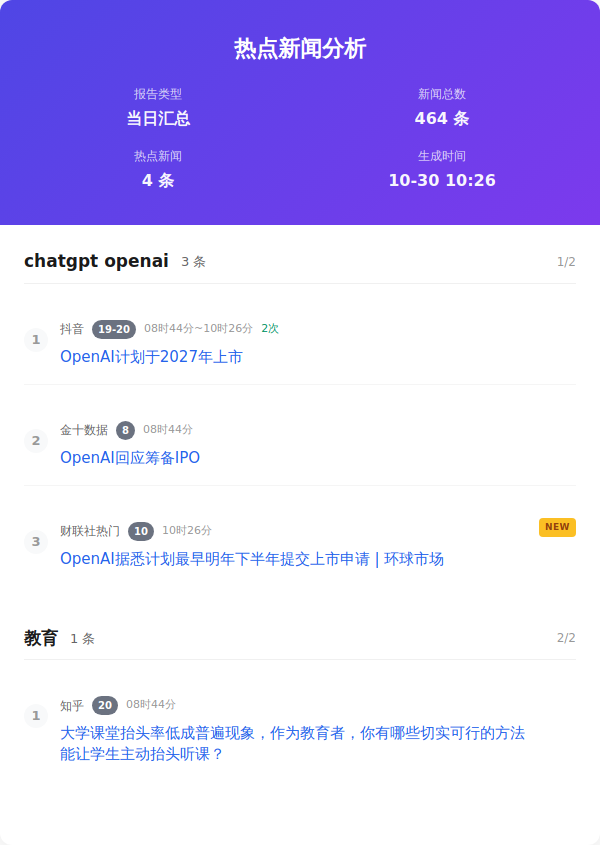 热点新闻分析
报告类型
新闻总数
当日汇总
464 条
热点新闻
生成时间
4 条
10-30 10:26
chatgpt openai 3 条 1/2
1 抖音 19-20 08时44分~10时26分 2次
OpenAI计划于2027年上市
2 金十数据 8 08时44分
OpenAI回应筹备IPO
3 财联社热门 10 10时26分 NEW
OpenAI据悉计划最早明年下半年提交上市申请 | 环球市场
教育 1 条 2/2
1 知乎 20 08时44分
大学课堂抬头率低成普遍现象，作为教育者，你有哪些切实可行的方法
能让学生主动抬头听课？